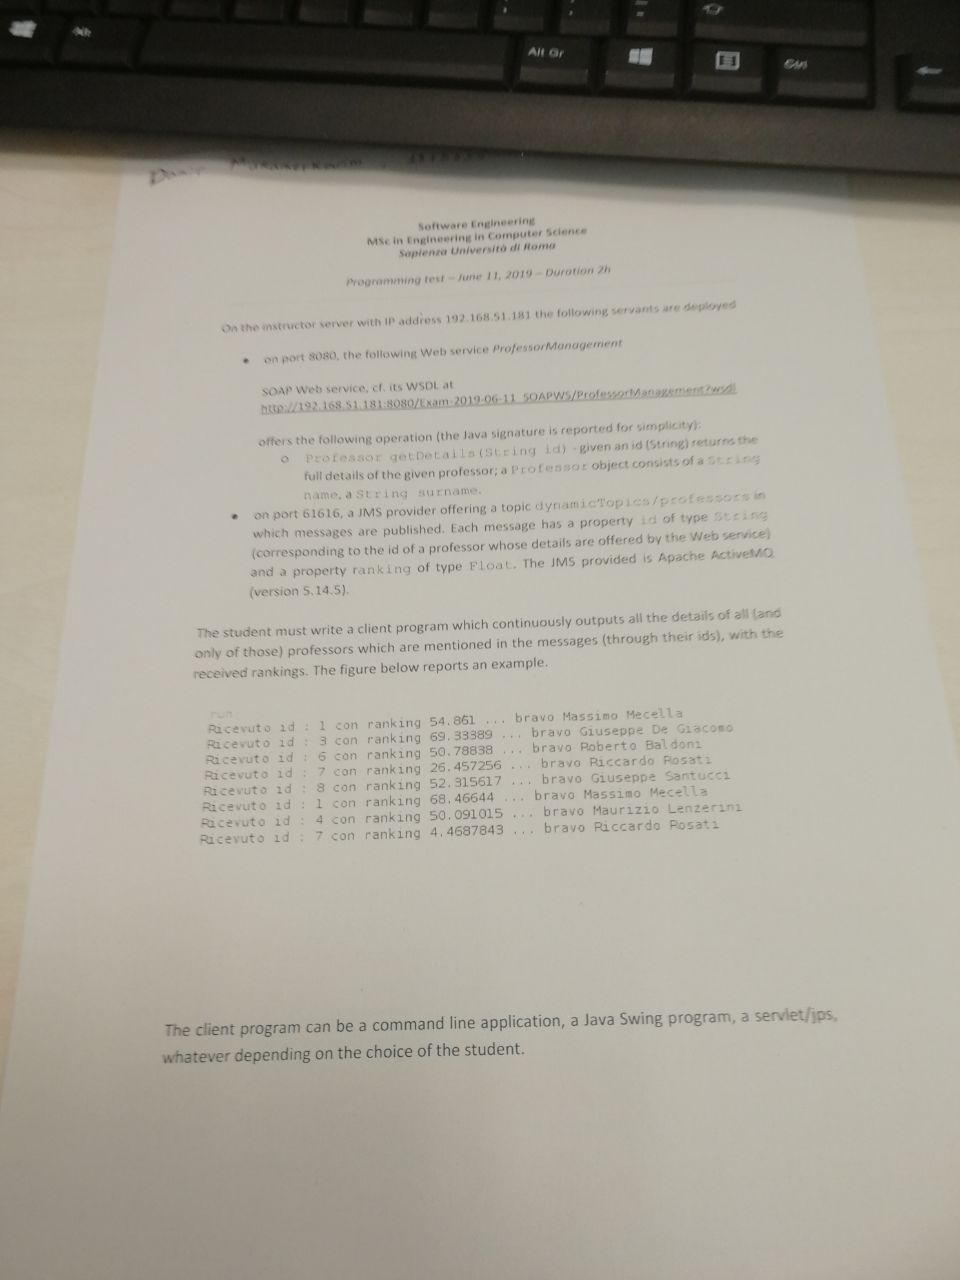 Alt Gr
Ctrl
Software Engineering
MSc in Engineering in Computer Science
Sapienza Università di Roma
Programming test – June 11, 2019 – Duration 2h
On the instructor server with IP address 192.168.51.181 the following servants are deployed
• on port 8080, the following Web service ProfessorManagement
SOAP Web service, cf. its WSDL at
http://192.168.51.181:8080/Exam-2019-06-11_SOAPWS/ProfessorManagement?wsdl
offers the following operation (the Java signature is reported for simplicity):
o Professor getDetails(String id) - given an id (String) returns the
full details of the given professor; a Professor object consists of a String
name, a String surname.
• on port 61616, a JMS provider offering a topic dynamicTopics/professors in
which messages are published. Each message has a property id of type String
(corresponding to the id of a professor whose details are offered by the Web service)
and a property ranking of type Float. The JMS provided is Apache ActiveMQ
(version 5.14.5).
The student must write a client program which continuously outputs all the details of all (and
only of those) professors which are mentioned in the messages (through their ids), with the
received rankings. The figure below reports an example.
run:
Ricevuto id : 1 con ranking 54.861 ... bravo Massimo Mecella
Ricevuto id : 3 con ranking 69.33389 ... bravo Giuseppe De Giacomo
Ricevuto id : 6 con ranking 50.78838 ... bravo Roberto Baldoni
Ricevuto id : 7 con ranking 26.457256 ... bravo Riccardo Rosati
Ricevuto id : 8 con ranking 52.315617 ... bravo Giuseppe Santucci
Ricevuto id : 1 con ranking 68.46644 ... bravo Massimo Mecella
Ricevuto id : 4 con ranking 50.091015 ... bravo Maurizio Lenzerini
Ricevuto id : 7 con ranking 4.4687843 ... bravo Riccardo Rosati
The client program can be a command line application, a Java Swing program, a servlet/jps,
whatever depending on the choice of the student.